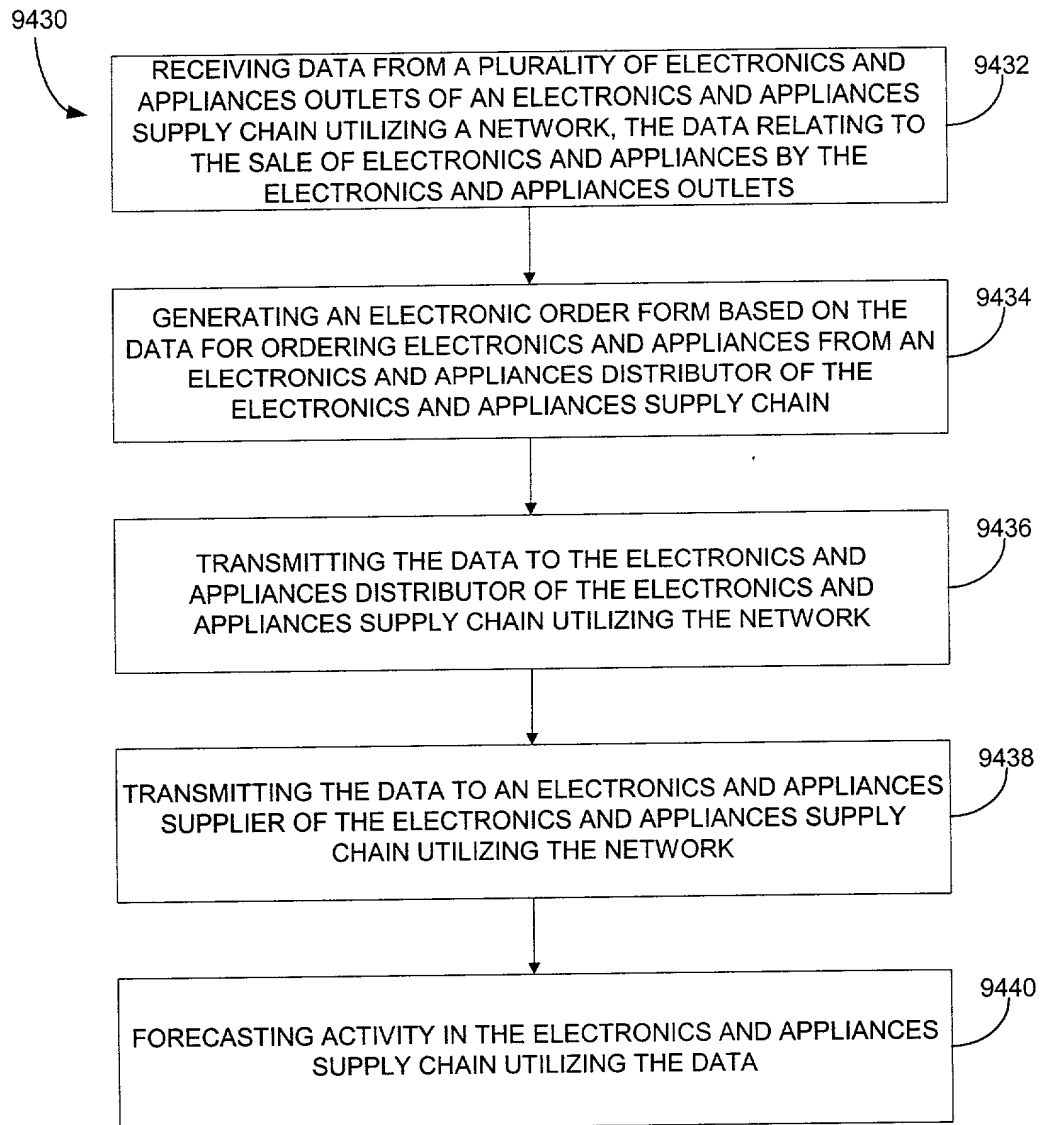 9430
RECEIVING DATA FROM A PLURALITY OF ELECTRONICS AND
APPLIANCES OUTLETS OF AN ELECTRONICS AND APPLIANCES
SUPPLY CHAIN UTILIZING A NETWORK, THE DATA RELATING TO
THE SALE OF ELECTRONICS AND APPLIANCES BY THE
ELECTRONICS AND APPLIANCES OUTLETS
9432
GENERATING AN ELECTRONIC ORDER FORM BASED ON THE
DATA FOR ORDERING ELECTRONICS AND APPLIANCES FROM AN
ELECTRONICS AND APPLIANCES DISTRIBUTOR OF THE
ELECTRONICS AND APPLIANCES SUPPLY CHAIN
9434
TRANSMITTING THE DATA TO THE ELECTRONICS AND
APPLIANCES DISTRIBUTOR OF THE ELECTRONICS AND
APPLIANCES SUPPLY CHAIN UTILIZING THE NETWORK
9436
TRANSMITTING THE DATA TO AN ELECTRONICS AND APPLIANCES
SUPPLIER OF THE ELECTRONICS AND APPLIANCES SUPPLY
CHAIN UTILIZING THE NETWORK
9438
FORECASTING ACTIVITY IN THE ELECTRONICS AND APPLIANCES
SUPPLY CHAIN UTILIZING THE DATA
9440